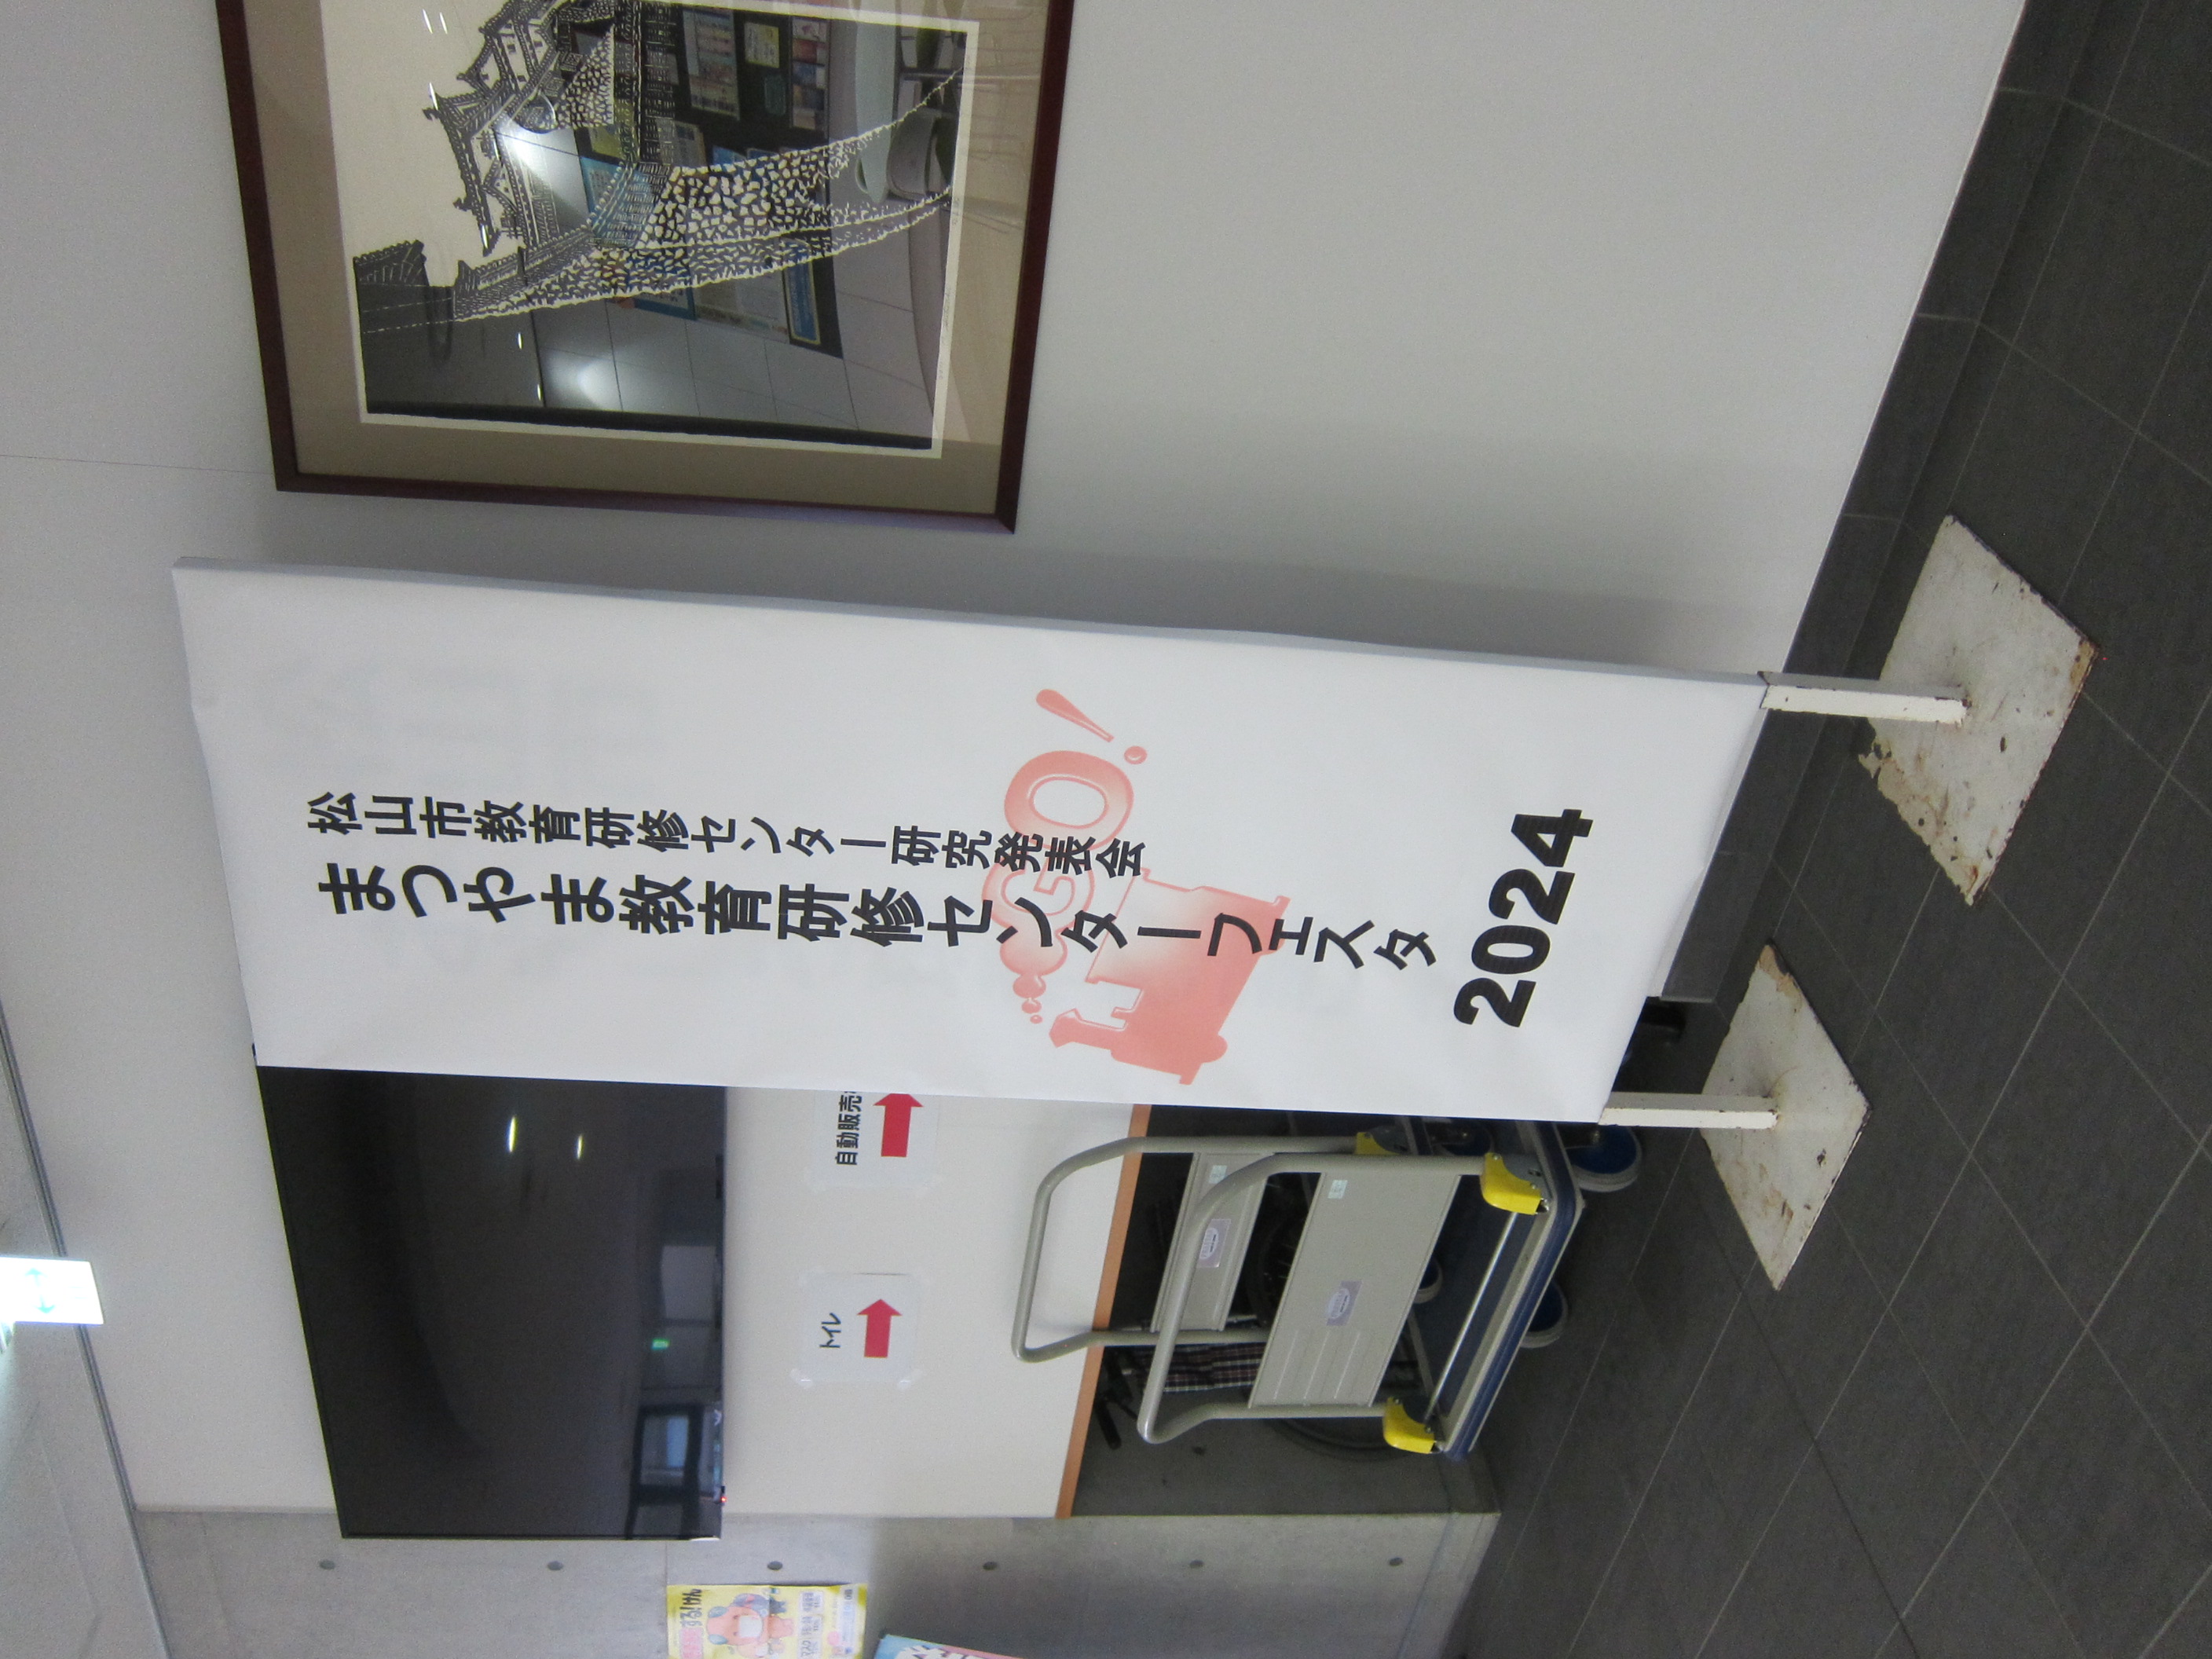 松山市教育研修センター研究発表会
まつやま教育研修センターフェスタ
2024
GO!
自動販売
トイレ